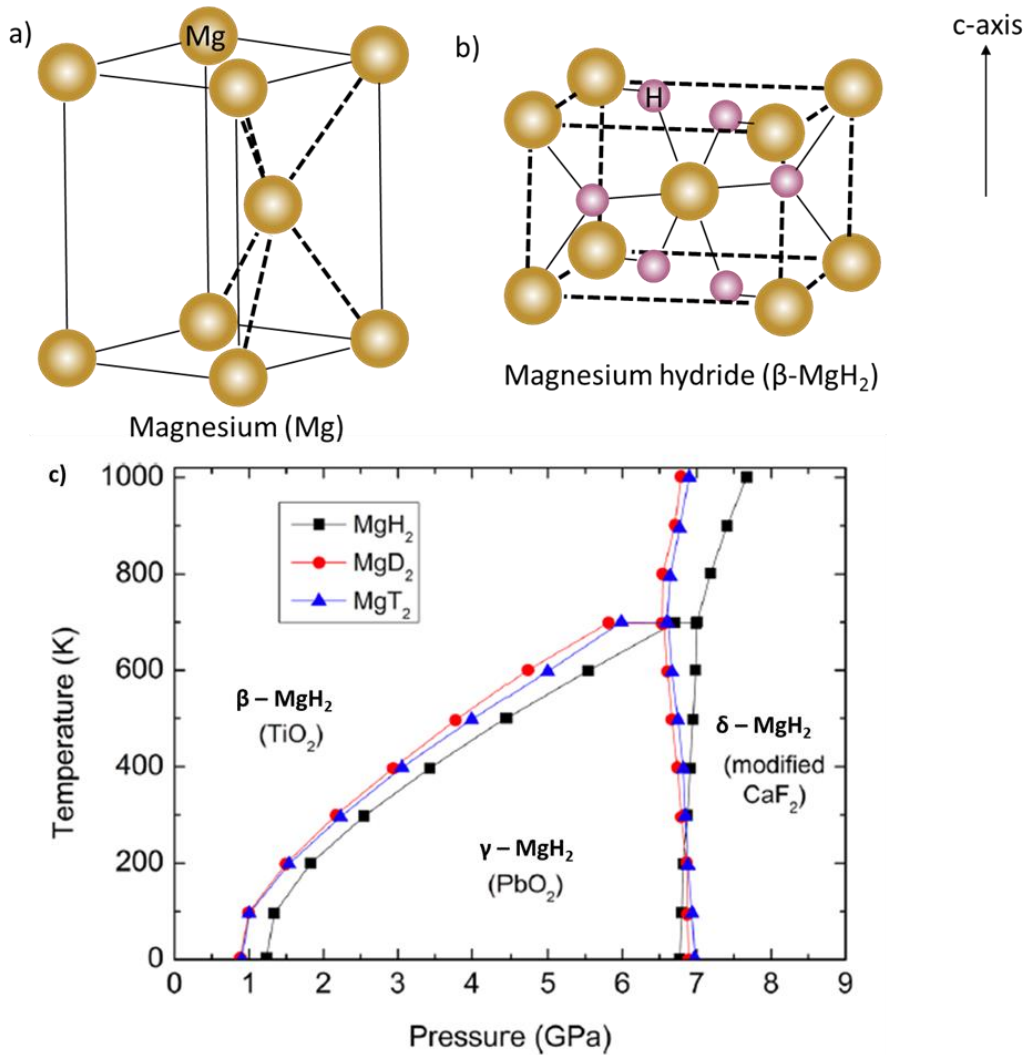 a)
Mg
Magnesium (Mg)
b)
H
Magnesium hydride (β-MgH₂)
c-axis
c)
MgH₂
MgD₂
MgT₂
β – MgH₂
(TiO₂)
γ – MgH₂
(PbO₂)
δ – MgH₂
(modified
CaF₂)
Temperature (K)
1000
800
600
400
200
0
0 1 2 3 4 5 6 7 8 9
Pressure (GPa)